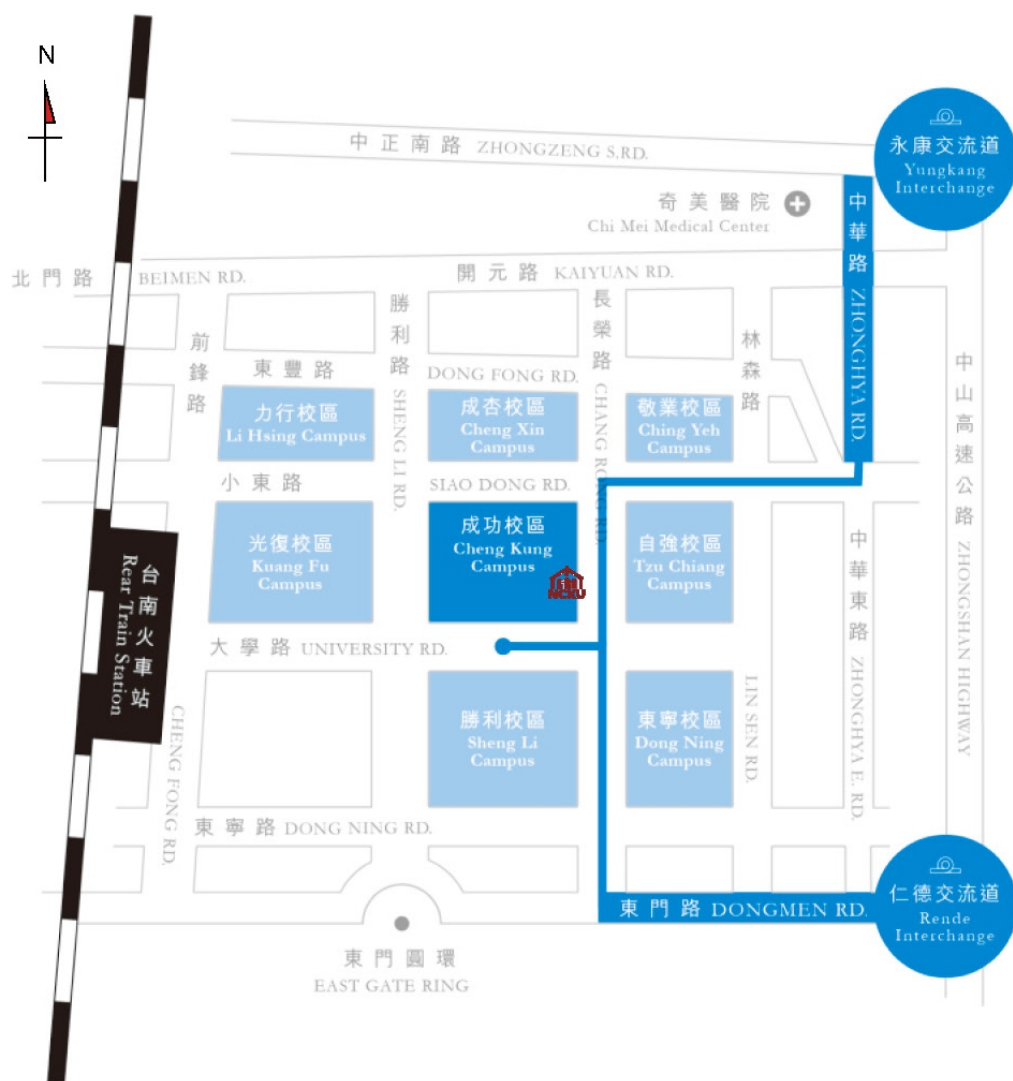 N
永康交流道
Yungkang
Interchange
中正南路 ZHONGZENG S.RD.
奇美醫院
Chi Mei Medical Center
中華路 ZHONGHYA RD.
北門路 BEIMEN RD.
開元路 KAIYUAN RD.
前鋒路
勝利路 SHENG LI RD.
長榮路 CHANG RONG RD.
林森路
中山高速公路 ZHONGSHAN HIGHWAY
東豐路 DONG FONG RD.
力行校區
Li Hsing Campus
成杏校區
Cheng Xin
Campus
敬業校區
Ching Yeh
Campus
小東路 SIAO DONG RD.
光復校區
Kuang Fu
Campus
成功校區
Cheng Kung
Campus
NCKU
自強校區
Tzu Chiang
Campus
中華東路 ZHONGHYA E. RD.
台南火車站
Rear Train Station
大學路 UNIVERSITY RD.
勝利校區
Sheng Li
Campus
東寧校區
Dong Ning
Campus
LIN SEN RD.
CHENG FONG RD.
東寧路 DONG NING RD.
東門路 DONGMEN RD.
仁德交流道
Rende
Interchange
東門圓環
EAST GATE RING